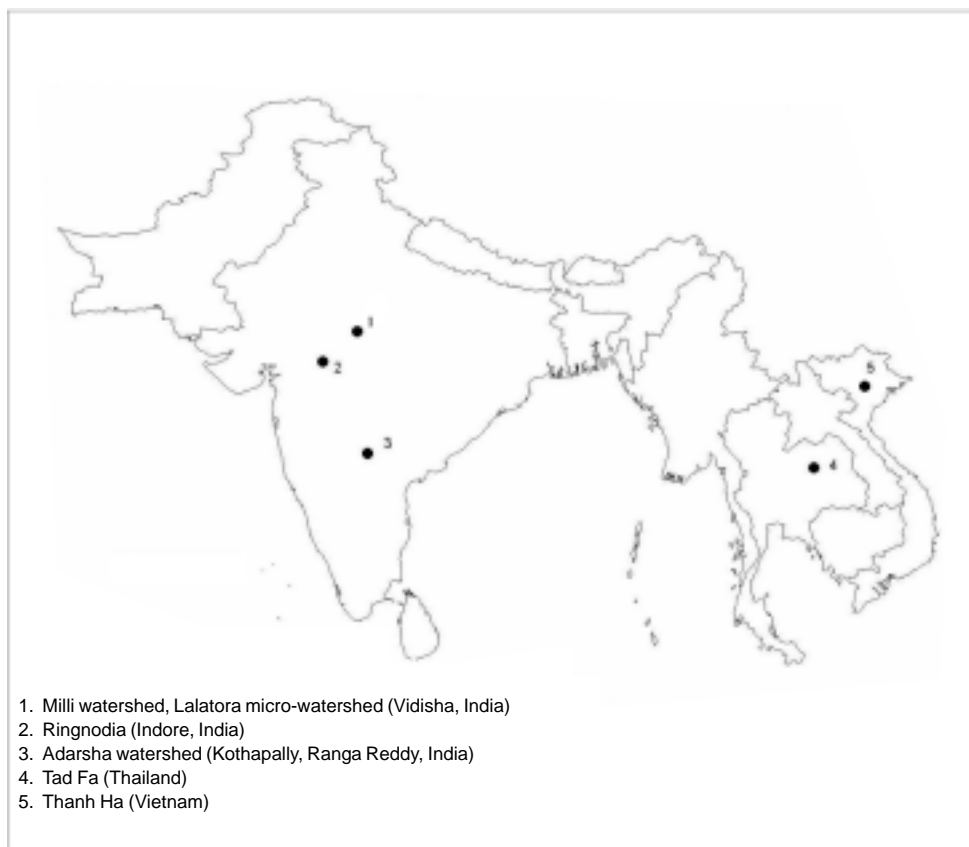 1
2
3
5
4
1. Milli watershed, Lalatora micro-watershed (Vidisha, India)
2. Ringnodia (Indore, India)
3. Adarsha watershed (Kothapally, Ranga Reddy, India)
4. Tad Fa (Thailand)
5. Thanh Ha (Vietnam)